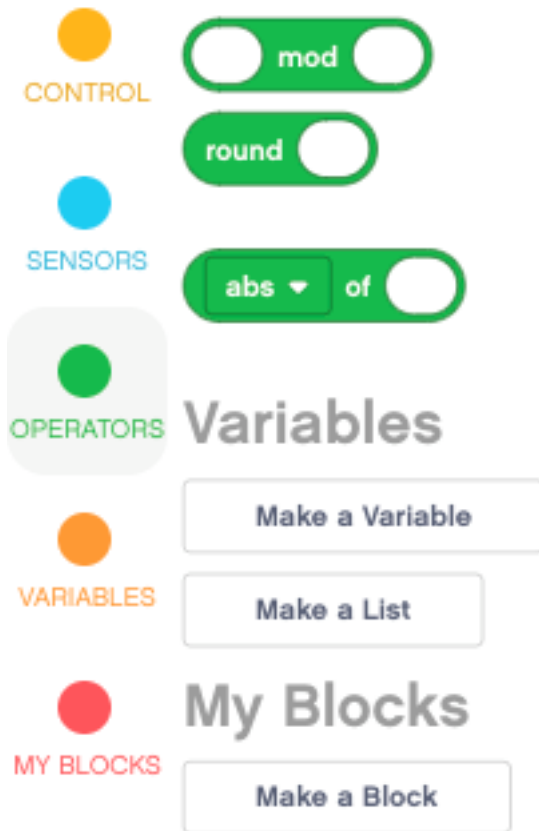 CONTROL
SENSORS
OPERATORS
VARIABLES
MY BLOCKS
mod
round
abs of
Variables
Make a Variable
Make a List
My Blocks
Make a Block